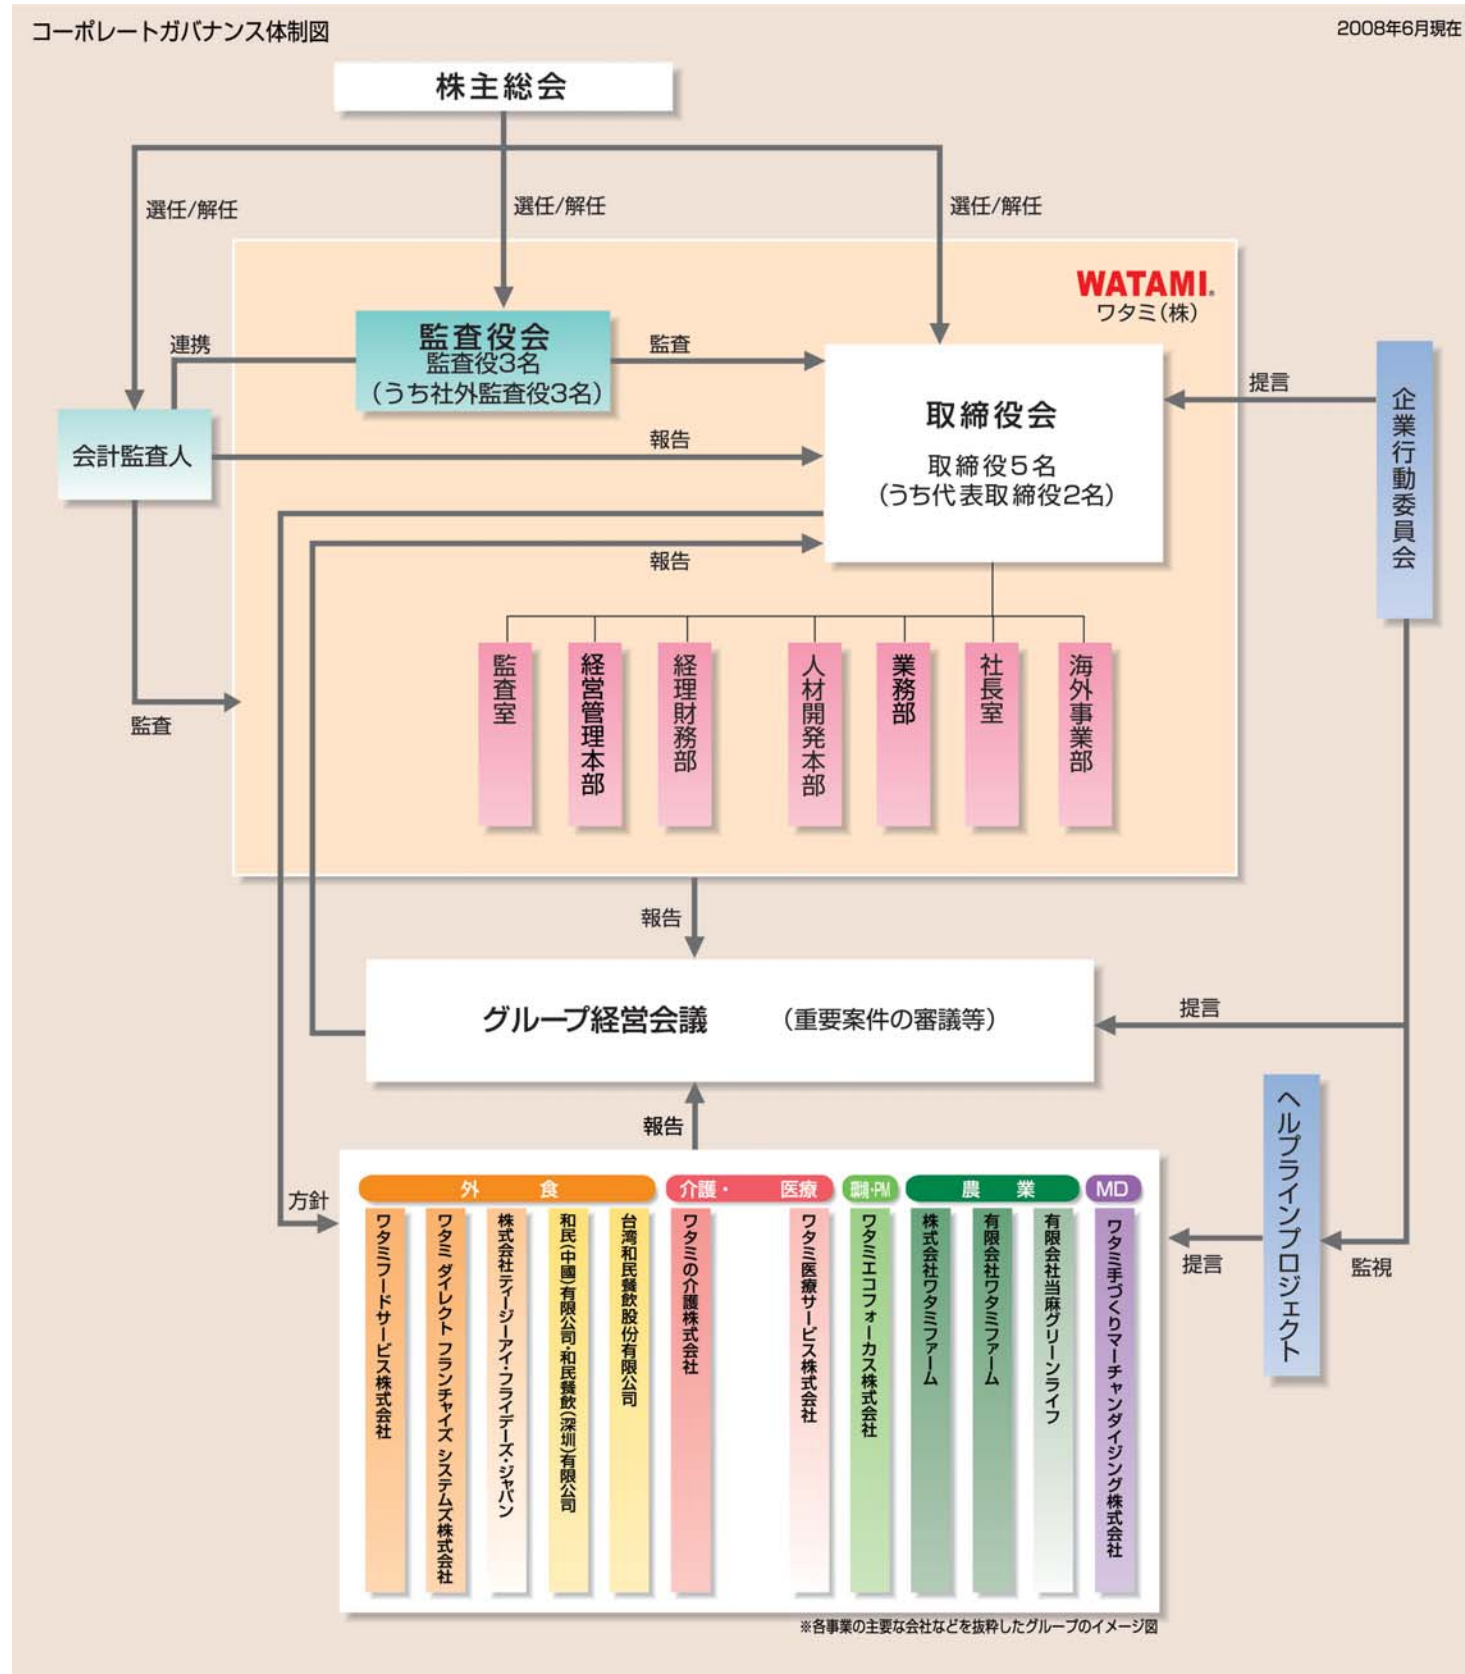 コーポレートガバナンス体制図
2008年6月現在
株主総会
選任/解任
選任/解任
選任/解任
WATAMI®
ワタミ(株)
監査役会
監査役3名
(うち社外監査役3名)
連携
監査
会計監査人
報告
取締役会
取締役5名
(うち代表取締役2名)
提言
企業行動委員会
報告
監査
監査室
経営管理本部
経理財務部
人材開発本部
業務部
社長室
海外事業部
報告
グループ経営会議 (重要案件の審議等)
提言
報告
ヘルプラインプロジェクト
方針
提言
監視
外食
介護・医療
環境・PM
農業
MD
ワタミフードサービス株式会社
ワタミ ダイレクト フランチャイズ システムズ株式会社
株式会社ティージーアイ・フライデーズ・ジャパン
和民(中國)有限公司・和民餐飲(深圳)有限公司
台湾和民餐飲股份有限公司
ワタミの介護株式会社
ワタミ医療サービス株式会社
ワタミエコフォーカス株式会社
株式会社ワタミファーム
有限会社ワタミファーム
有限会社当麻グリーンライフ
ワタミ手づくりマーチャンダイジング株式会社
※各事業の主要な会社などを抜粋したグループのイメージ図